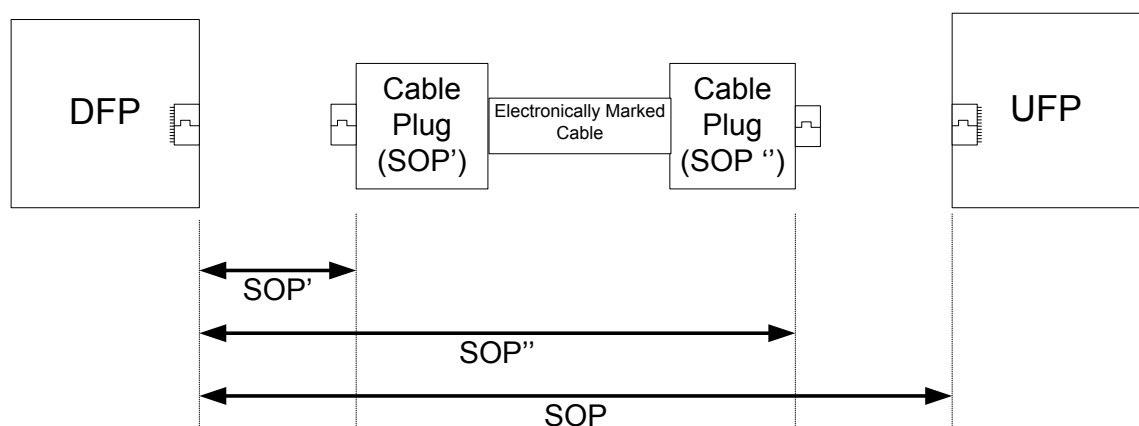 DFP
Cable
Plug
(SOP’)
Electronically Marked
Cable
Cable
Plug
(SOP ‘’)
UFP
SOP’
SOP’’
SOP